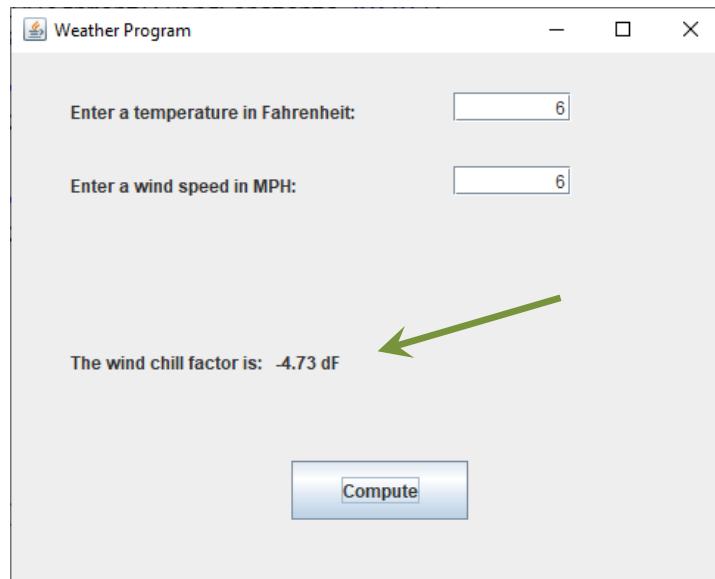 Weather Program
Enter a temperature in Fahrenheit: 6
Enter a wind speed in MPH: 6
The wind chill factor is: -4.73 dF
Compute